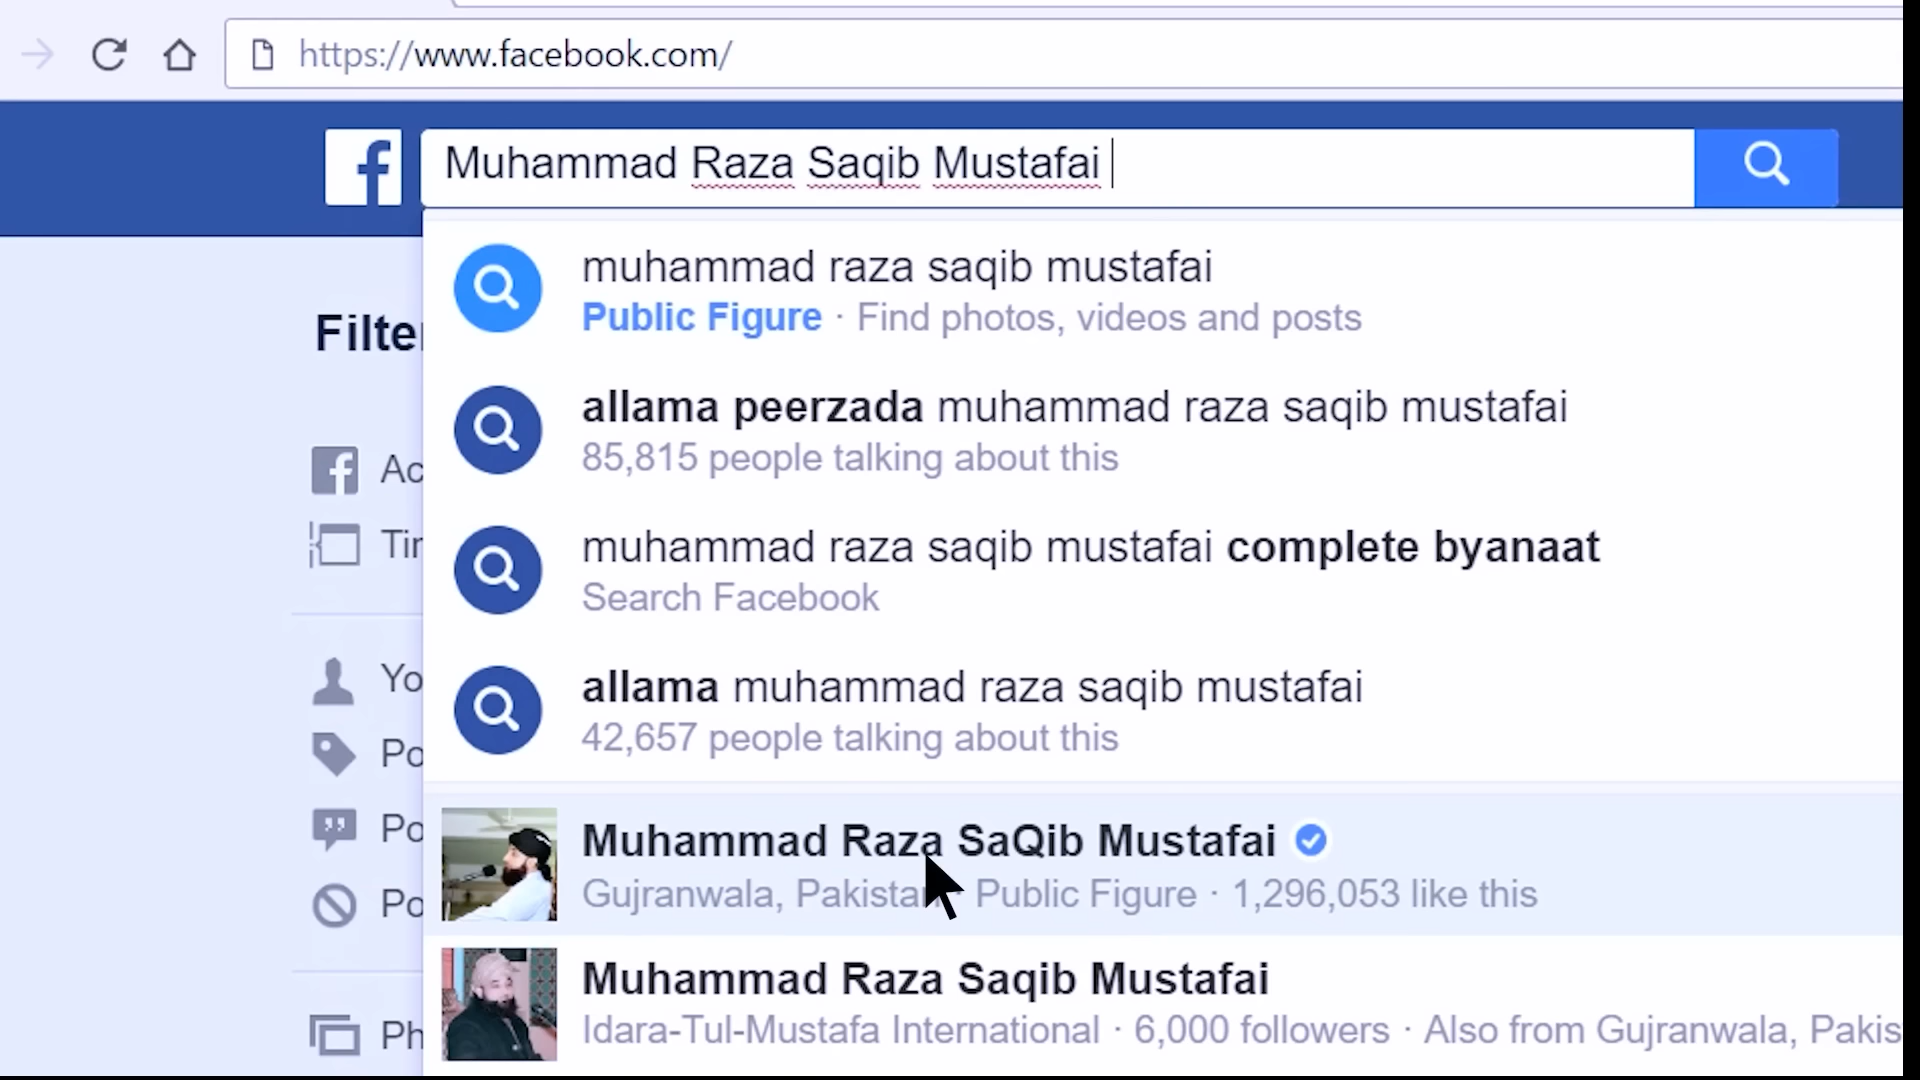 https://www.facebook.com/
Muhammad Raza Saqib Mustafai
muhammad raza saqib mustafai
Public Figure · Find photos, videos and posts
Filte
allama peerzada muhammad raza saqib mustafai
85,815 people talking about this
Ac
muhammad raza saqib mustafai complete byanaat
Tir
Search Facebook
allama muhammad raza saqib mustafai
Yo
42,657 people talking about this
Po
Muhammad Raza SaQib Mustafai
Po
Gujranwala, Pakistan · Public Figure · 1,296,053 like this
Po
Muhammad Raza Saqib Mustafai
Idara-Tul-Mustafa International · 6,000 followers · Also from Gujranwala, Pakis
Ph